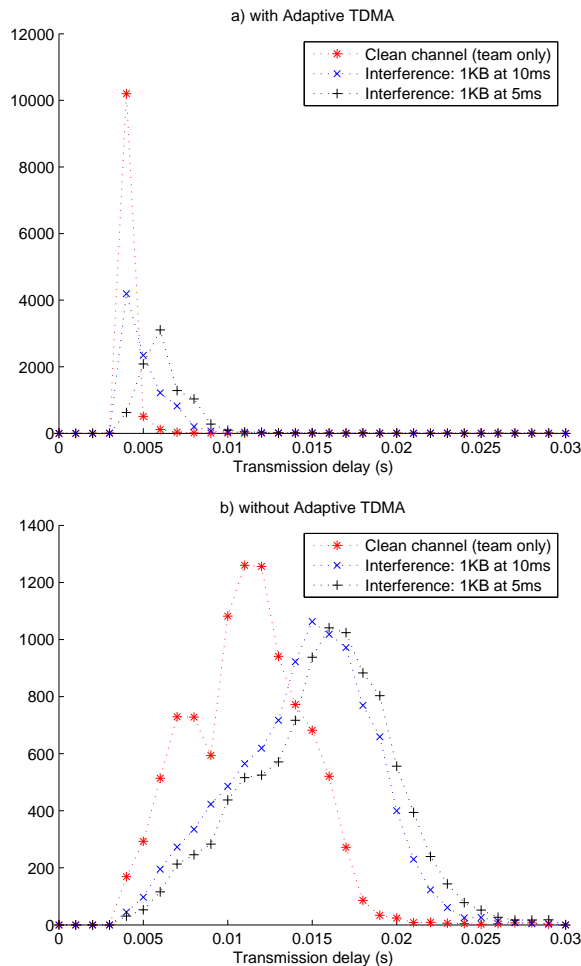 a) with Adaptive TDMA
12000
10000
8000
6000
4000
2000
0
Clean channel (team only)
Interference: 1KB at 10ms
Interference: 1KB at 5ms
0 0.005 0.01 0.015 0.02 0.025 0.03
Transmission delay (s)
b) without Adaptive TDMA
1400
1200
1000
800
600
400
200
0
Clean channel (team only)
Interference: 1KB at 10ms
Interference: 1KB at 5ms
0 0.005 0.01 0.015 0.02 0.025 0.03
Transmission delay (s)